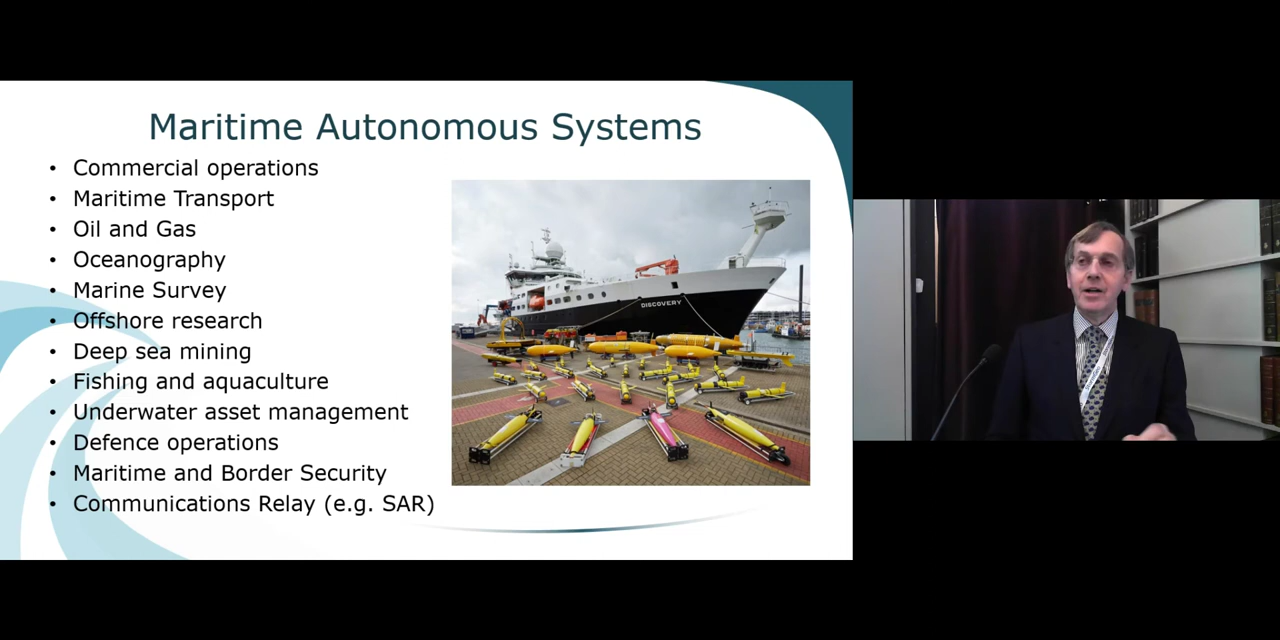 Maritime Autonomous Systems
• Commercial operations
• Maritime Transport
• Oil and Gas
• Oceanography
• Marine Survey
• Offshore research
• Deep sea mining
• Fishing and aquaculture
• Underwater asset management
• Defence operations
• Maritime and Border Security
• Communications Relay (e.g. SAR)
DISCOVERY